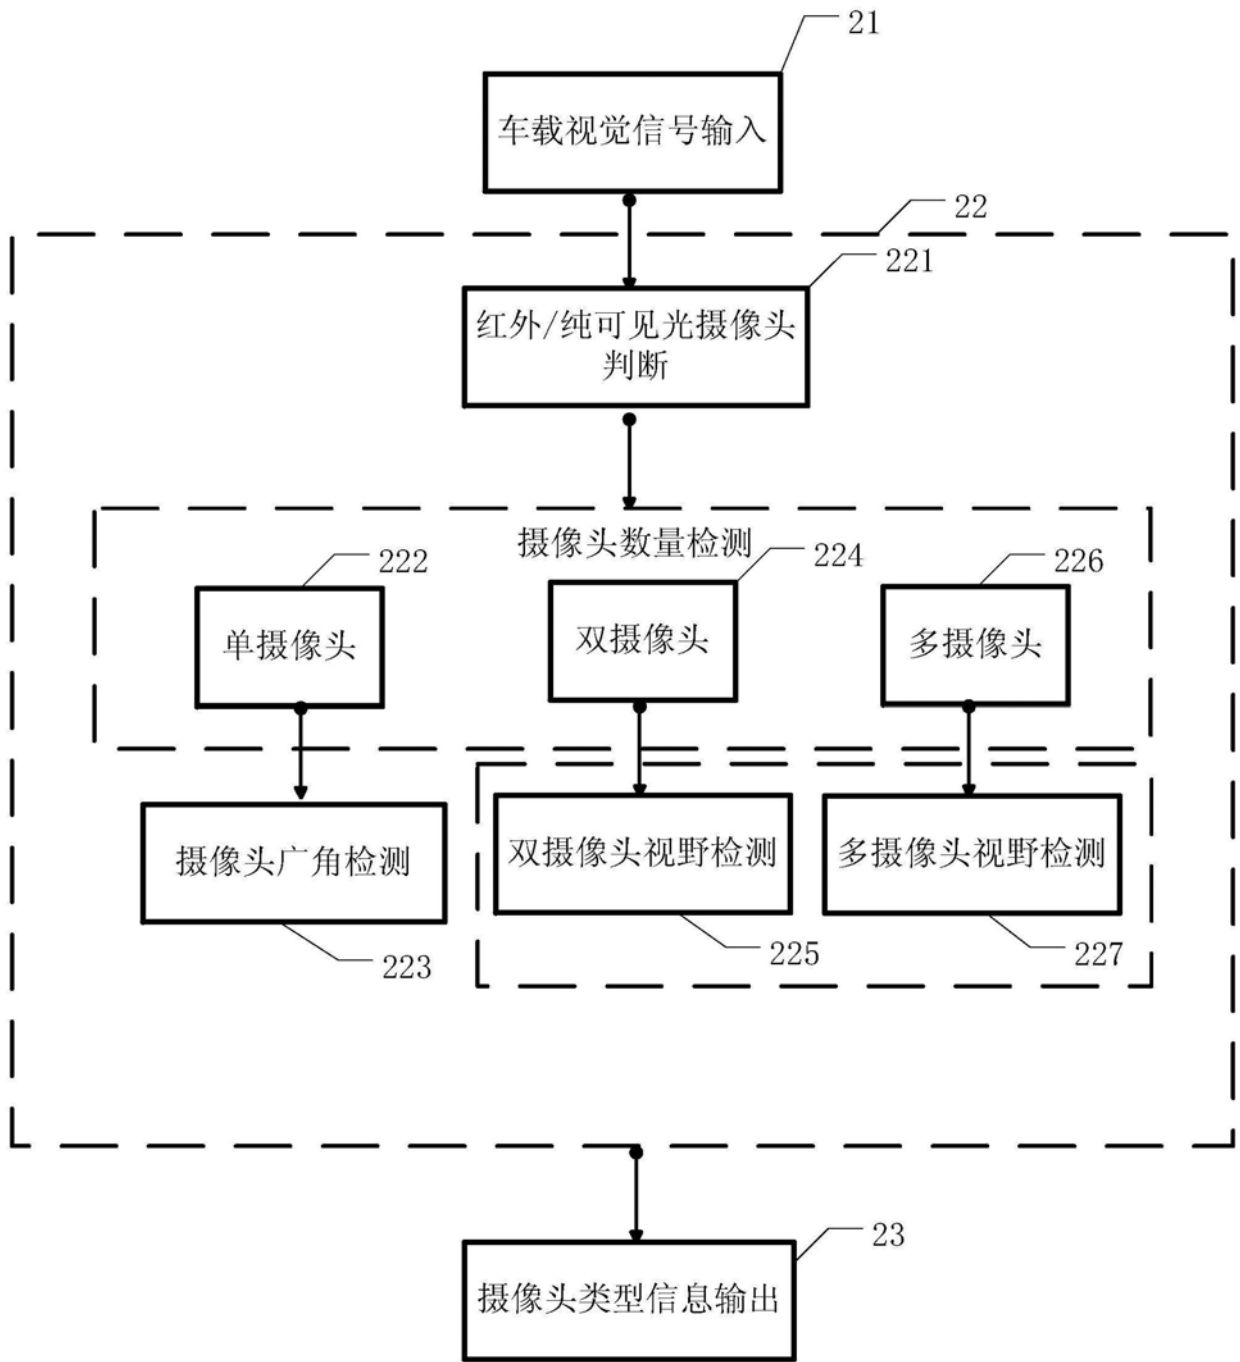 21
车载视觉信号输入
22
221
红外/纯可见光摄像头
判断
摄像头数量检测
222
224
226
单摄像头
双摄像头
多摄像头
摄像头广角检测
双摄像头视野检测
多摄像头视野检测
223
225
227
23
摄像头类型信息输出